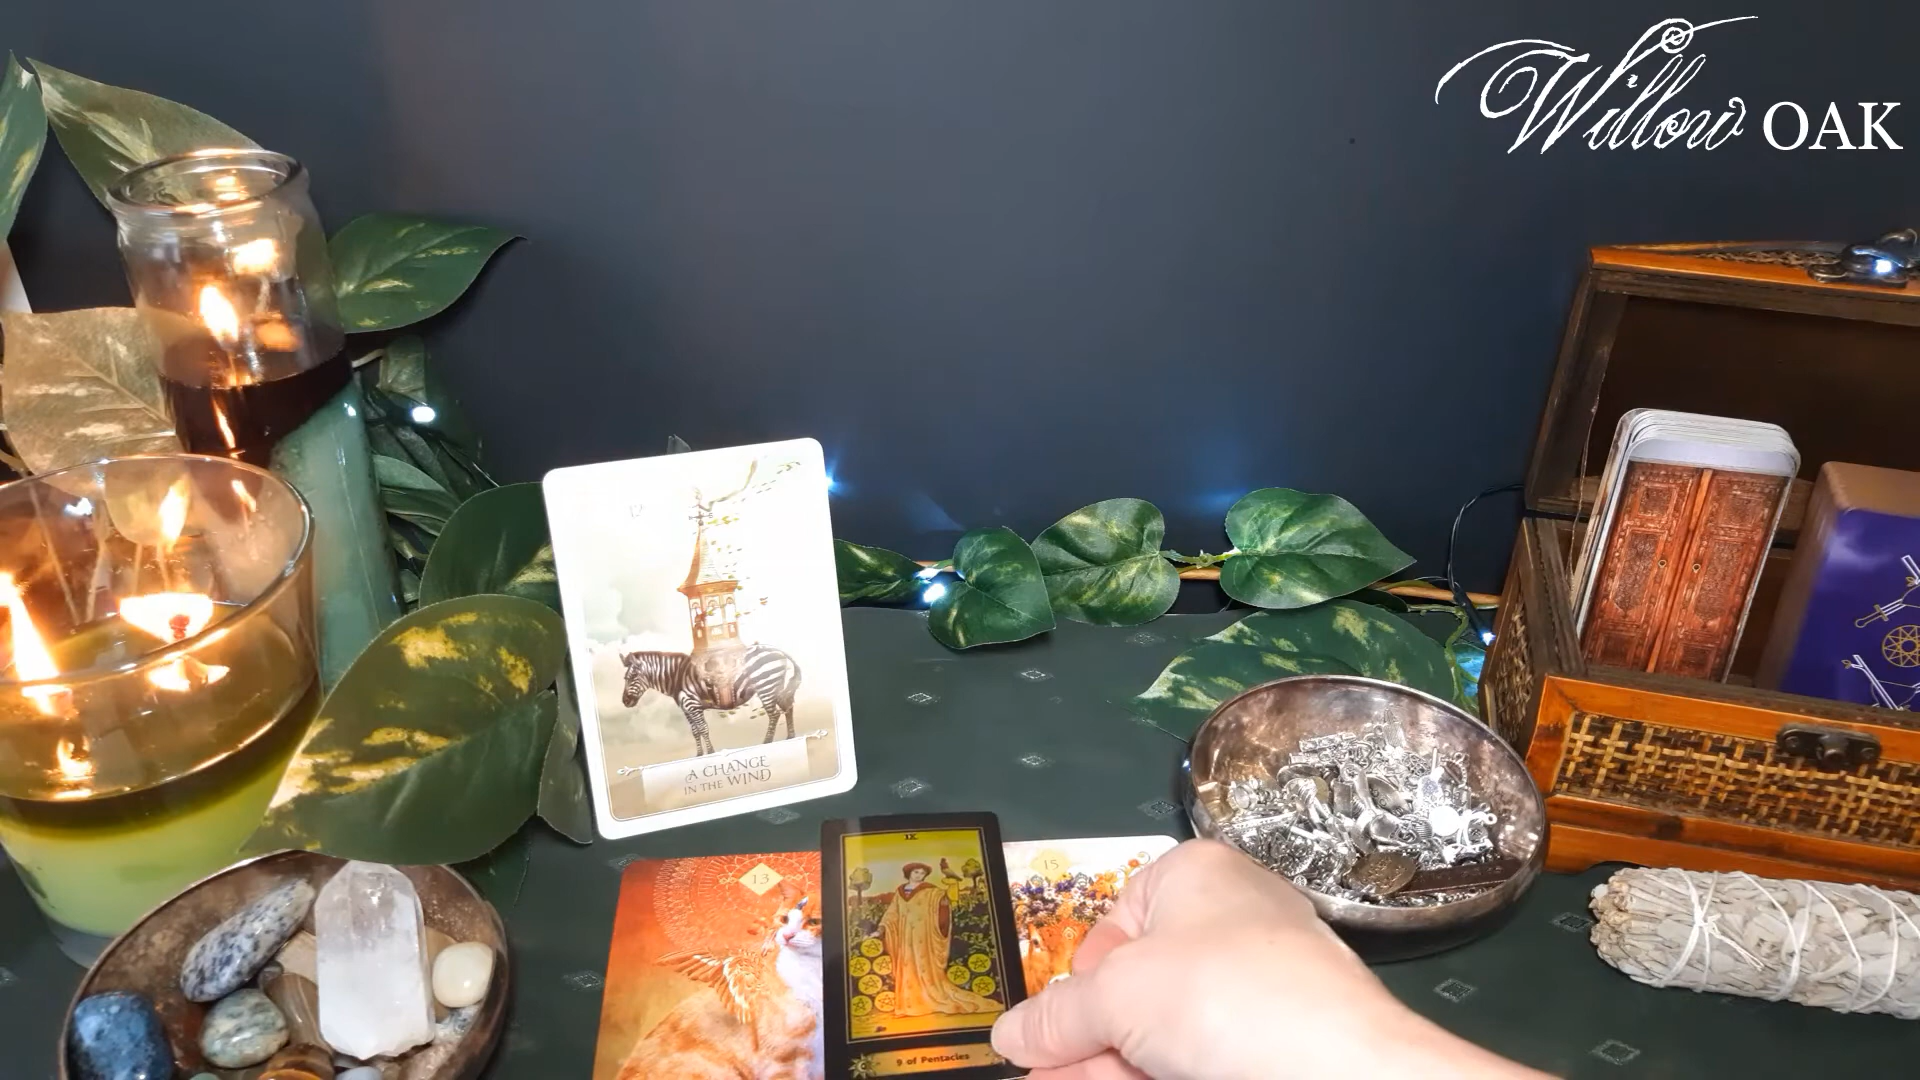 Willow OAK
12
A CHANGE
IN THE WIND
13
IX
15
9 of Pentacles